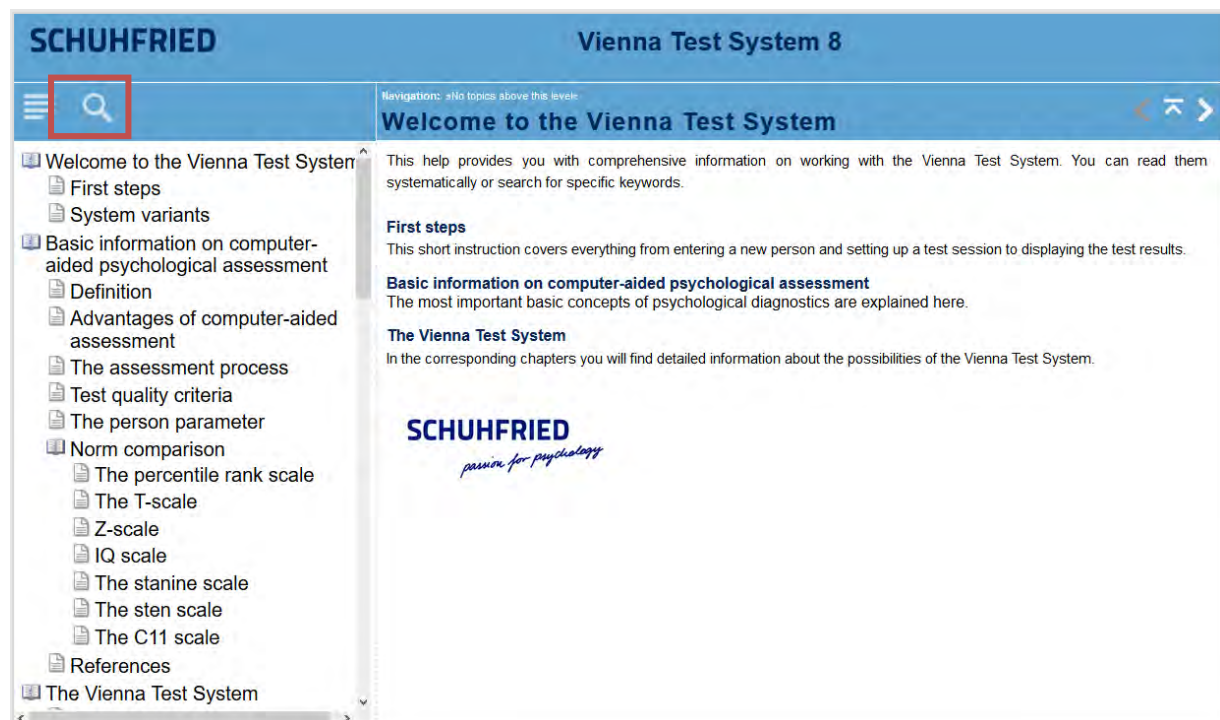 SCHUHFRIED
Vienna Test System 8
Navigation: »No topics above this level«
Welcome to the Vienna Test System
Welcome to the Vienna Test System
First steps
System variants
Basic information on computer-
aided psychological assessment
Definition
Advantages of computer-aided
assessment
The assessment process
Test quality criteria
The person parameter
Norm comparison
The percentile rank scale
The T-scale
Z-scale
IQ scale
The stanine scale
The sten scale
The C11 scale
References
The Vienna Test System
This help provides you with comprehensive information on working with the Vienna Test System. You can read them
systematically or search for specific keywords.
First steps
This short instruction covers everything from entering a new person and setting up a test session to displaying the test results.
Basic information on computer-aided psychological assessment
The most important basic concepts of psychological diagnostics are explained here.
The Vienna Test System
In the corresponding chapters you will find detailed information about the possibilities of the Vienna Test System.
SCHUHFRIED
passion for psychology